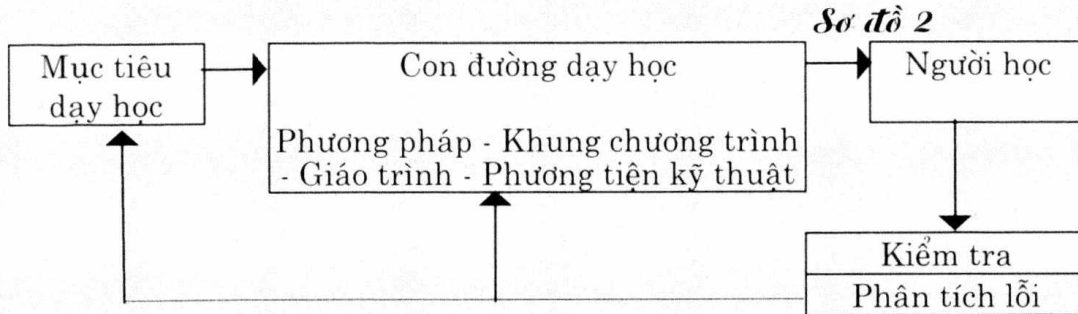 Sơ đồ 2
Mục tiêu
dạy học
Con đường dạy học
Phương pháp - Khung chương trình
- Giáo trình - Phương tiện kỹ thuật
Người học
Kiểm tra
Phân tích lỗi